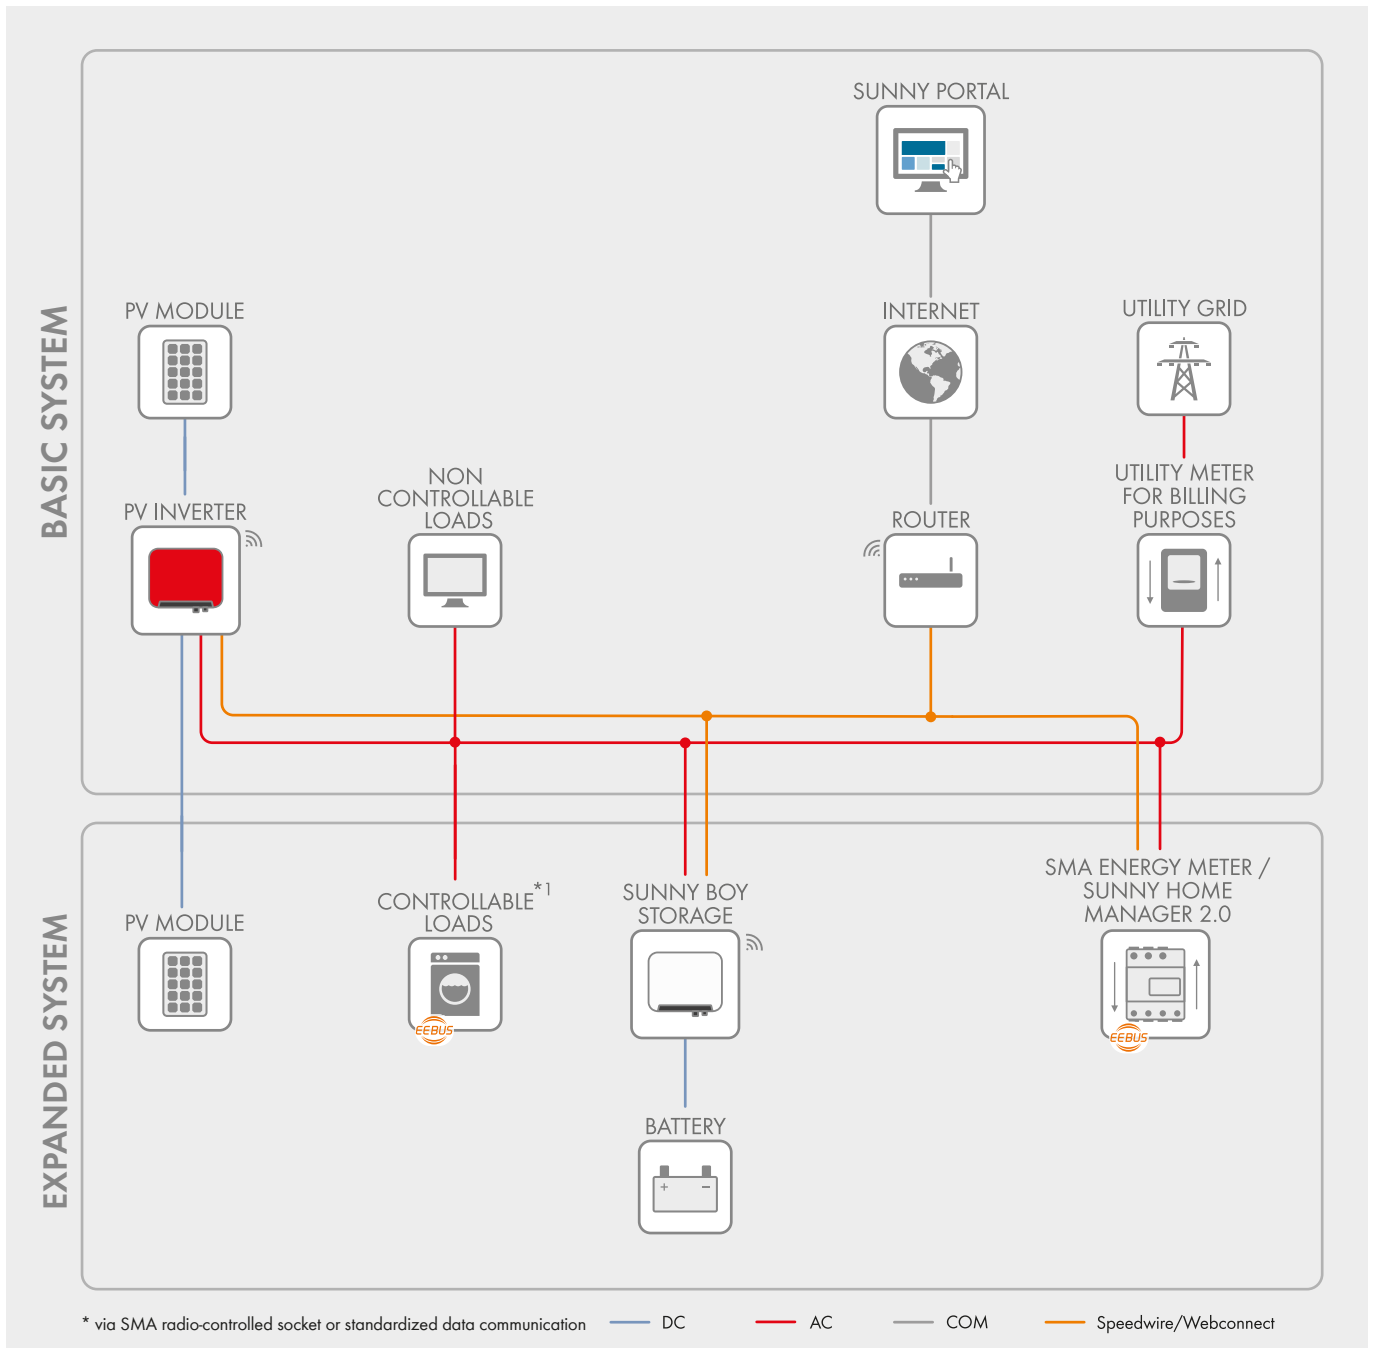 BASIC SYSTEM
SUNNY PORTAL
PV MODULE
INTERNET
UTILITY GRID
NON
CONTROLLABLE
LOADS
UTILITY METER
FOR BILLING
PURPOSES
PV INVERTER
ROUTER
EXPANDED SYSTEM
PV MODULE
CONTROLLABLE*1
LOADS
EEBUS
SUNNY BOY
STORAGE
SMA ENERGY METER /
SUNNY HOME
MANAGER 2.0
EEBUS
BATTERY
+ −
* via SMA radio-controlled socket or standardized data communication
DC
AC
COM
Speedwire/Webconnect